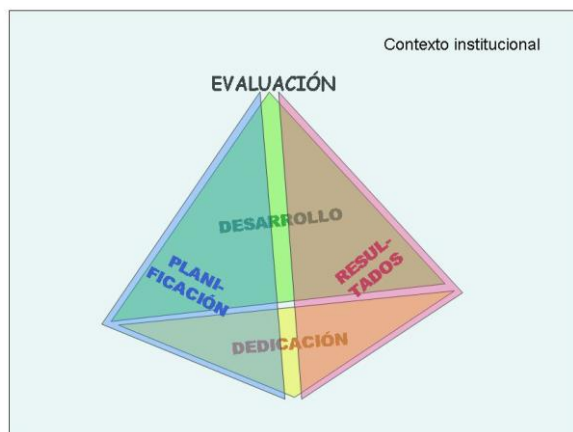 Contexto institucional
EVALUACIÓN
DESARROLLO
PLANI-
FICACIÓN
RESUL-
TADOS
DEDICACIÓN